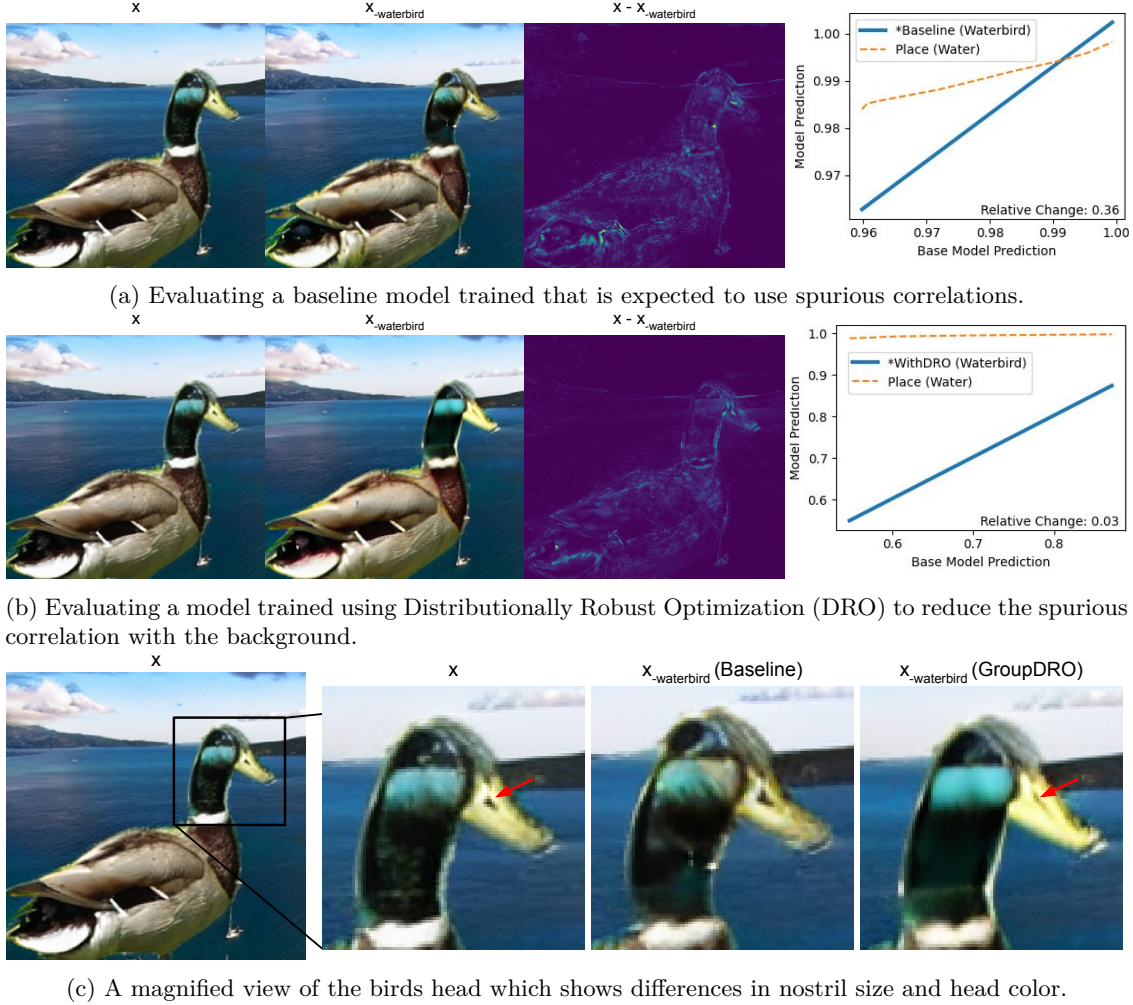 x x-waterbird x - x-waterbird
*Baseline (Waterbird)
Place (Water)
1.00
0.99
0.98
0.97
Model Prediction
Relative Change: 0.36
0.96 0.97 0.98 0.99 1.00
Base Model Prediction
(a) Evaluating a baseline model trained that is expected to use spurious correlations.
x x-waterbird x - x-waterbird
1.0
0.9
0.8
0.7
0.6
Model Prediction
*WithDRO (Waterbird)
Place (Water)
Relative Change: 0.03
0.6 0.8
Base Model Prediction
(b) Evaluating a model trained using Distributionally Robust Optimization (DRO) to reduce the spurious
correlation with the background.
x x x-waterbird (Baseline) x-waterbird (GroupDRO)
(c) A magnified view of the birds head which shows differences in nostril size and head color.